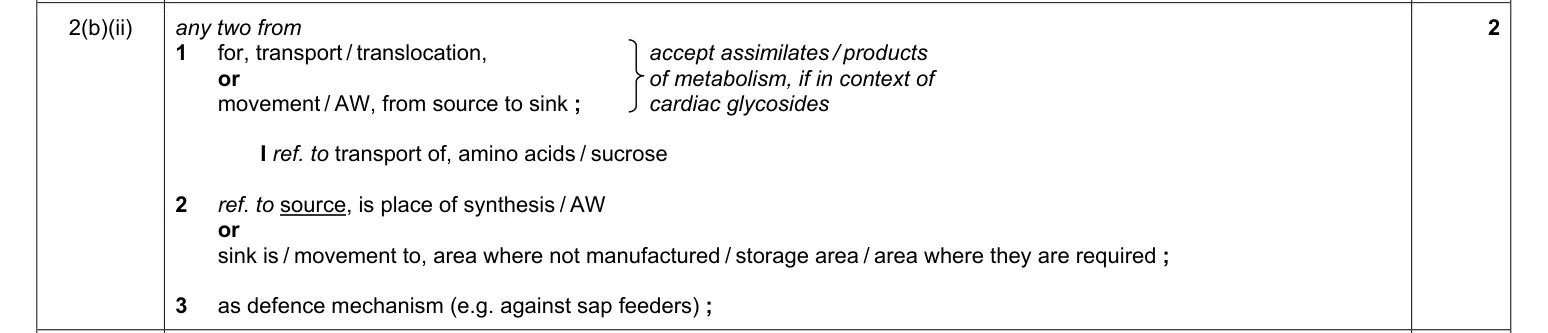 2(b)(ii) any two from 2
1 for, transport / translocation, accept assimilates / products
or of metabolism, if in context of
movement / AW, from source to sink ; cardiac glycosides
I ref. to transport of, amino acids / sucrose
2 ref. to source, is place of synthesis / AW
or
sink is / movement to, area where not manufactured / storage area / area where they are required ;
3 as defence mechanism (e.g. against sap feeders) ;